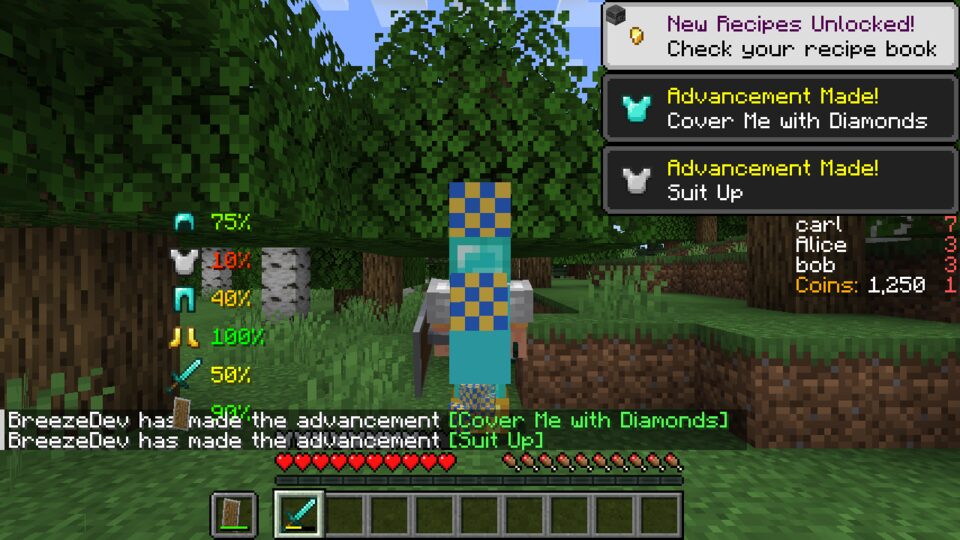 New Recipes Unlocked!
Check your recipe book
Advancement Made!
Cover Me with Diamonds
Advancement Made!
Suit Up
carl 7
Alice 3
bob 3
Coins: 1,250 1
75%
10%
40%
100%
50%
90%
BreezeDev has made the advancement [Cover Me with Diamonds]
BreezeDev has made the advancement [Suit Up]